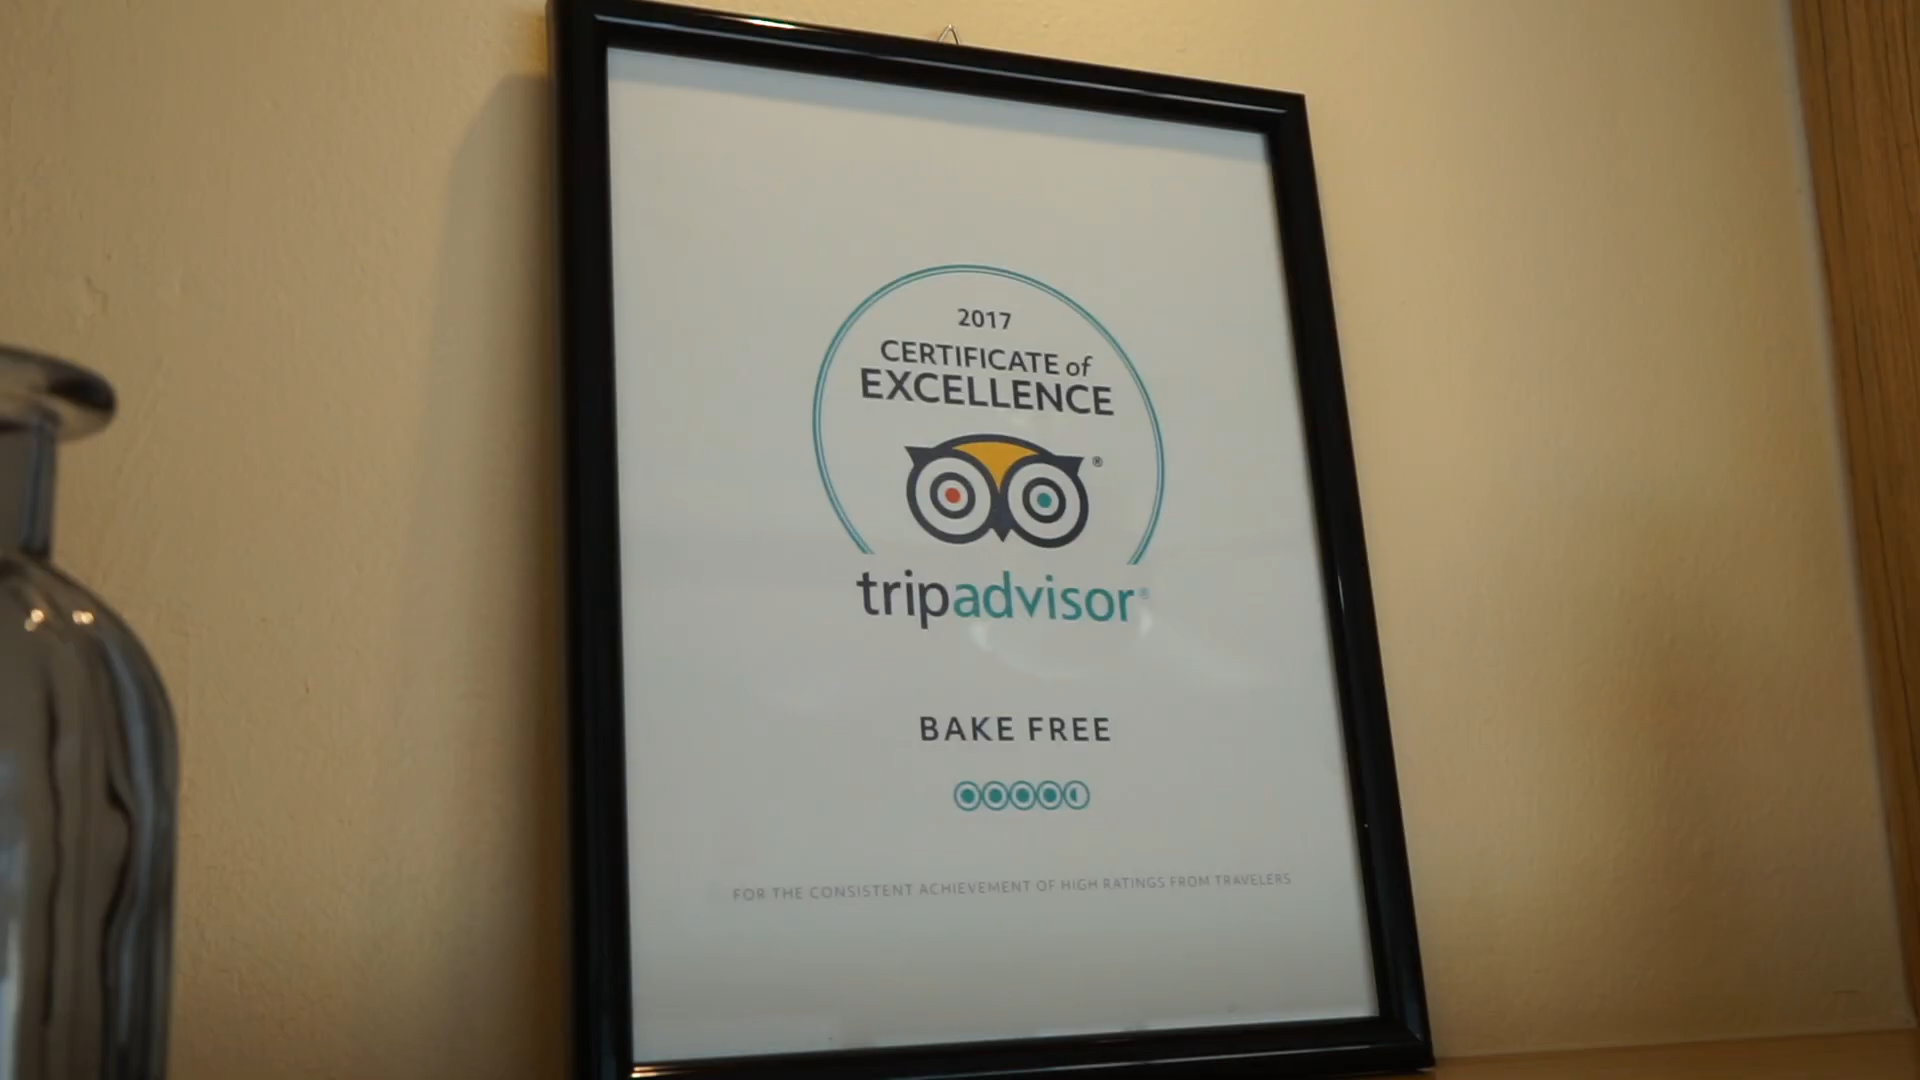 2017
CERTIFICATE of
EXCELLENCE
®
tripadvisor®
BAKE FREE
FOR THE CONSISTENT ACHIEVEMENT OF HIGH RATINGS FROM TRAVELERS